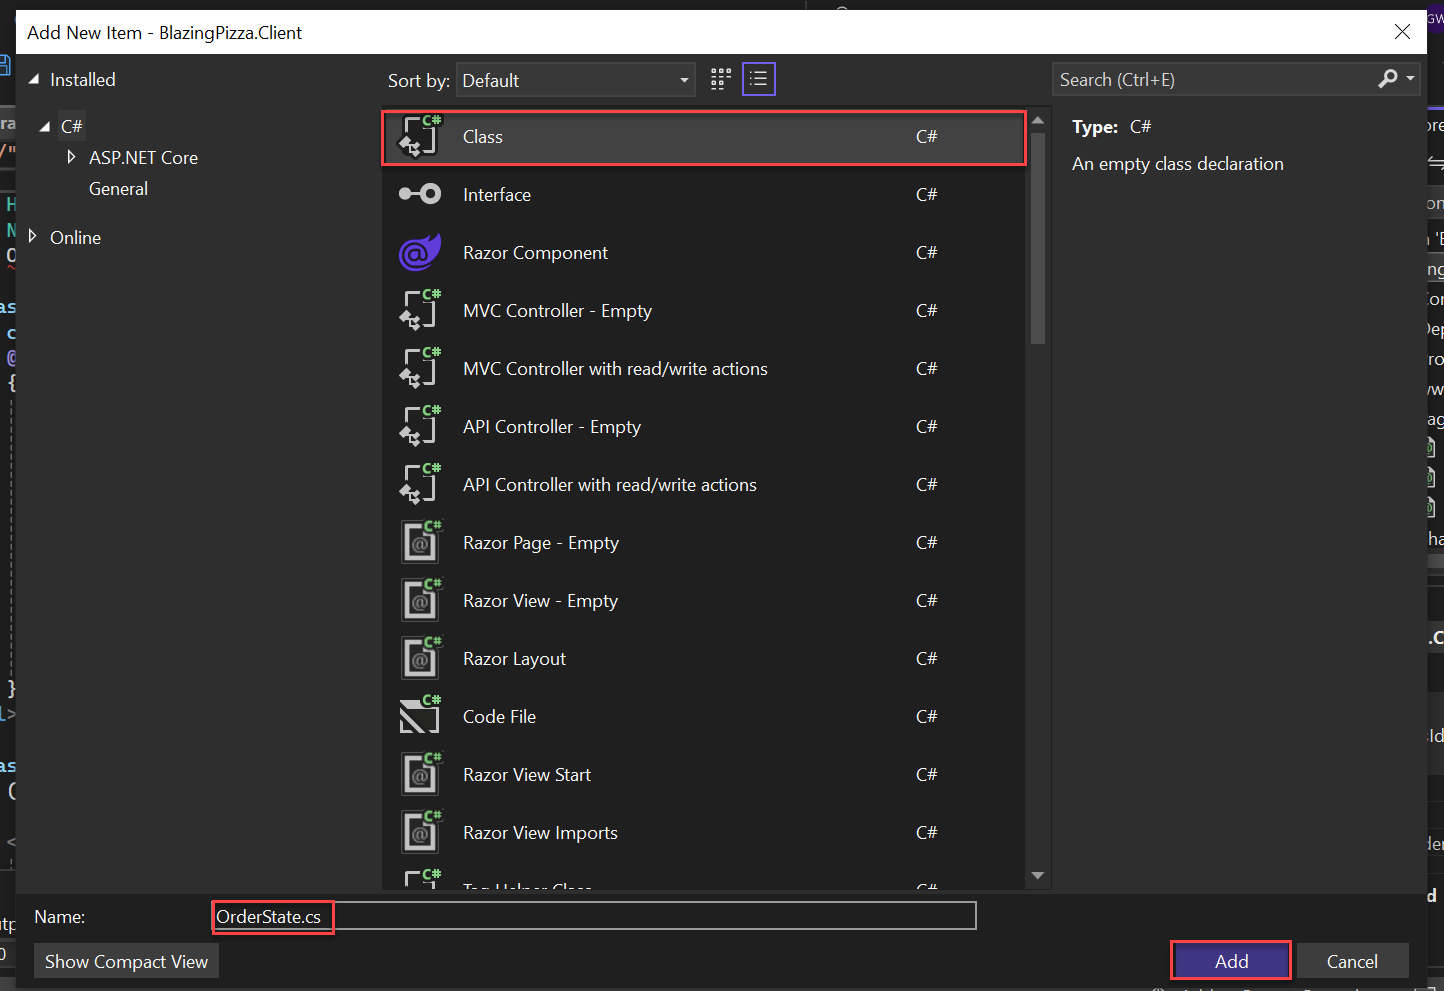 Add New Item - BlazingPizza.Client
Installed
C#
ASP.NET Core
General
Online
Sort by: Default
Search (Ctrl+E)
Class C#
Interface C#
Razor Component C#
MVC Controller - Empty C#
MVC Controller with read/write actions C#
API Controller - Empty C#
API Controller with read/write actions C#
Razor Page - Empty C#
Razor View - Empty C#
Razor Layout C#
Code File C#
Razor View Start C#
Razor View Imports C#
Tag Helper Class C#
Type: C#
An empty class declaration
Name: OrderState.cs
Show Compact View
Add
Cancel